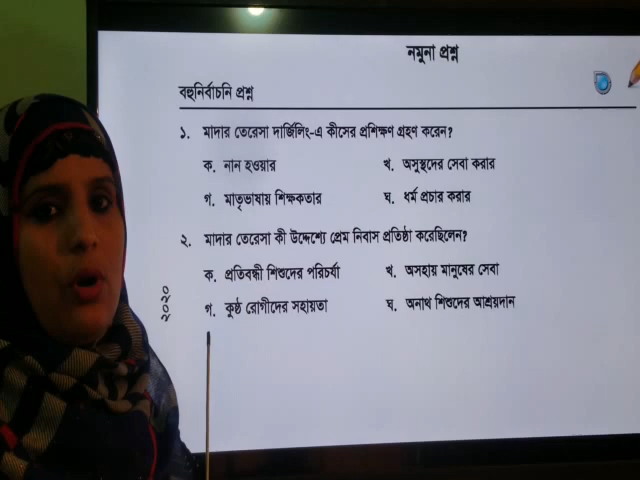 নমুনা প্রশ্ন
বহুনির্বাচনি প্রশ্ন
১. মাদার তেরেসা দার্জিলিং-এ কীসের প্রশিক্ষণ গ্রহণ করেন?
ক. নান হওয়ার খ. অসুস্থদের সেবা করার
গ. মাতৃভাষায় শিক্ষকতার ঘ. ধর্ম প্রচার করার
২. মাদার তেরেসা কী উদ্দেশ্যে প্রেম নিবাস প্রতিষ্ঠা করেছিলেন?
ক. প্রতিবন্ধী শিশুদের পরিচর্যা খ. অসহায় মানুষের সেবা
গ. কুষ্ঠ রোগীদের সহায়তা ঘ. অনাথ শিশুদের আশ্রয়দান
২০২০